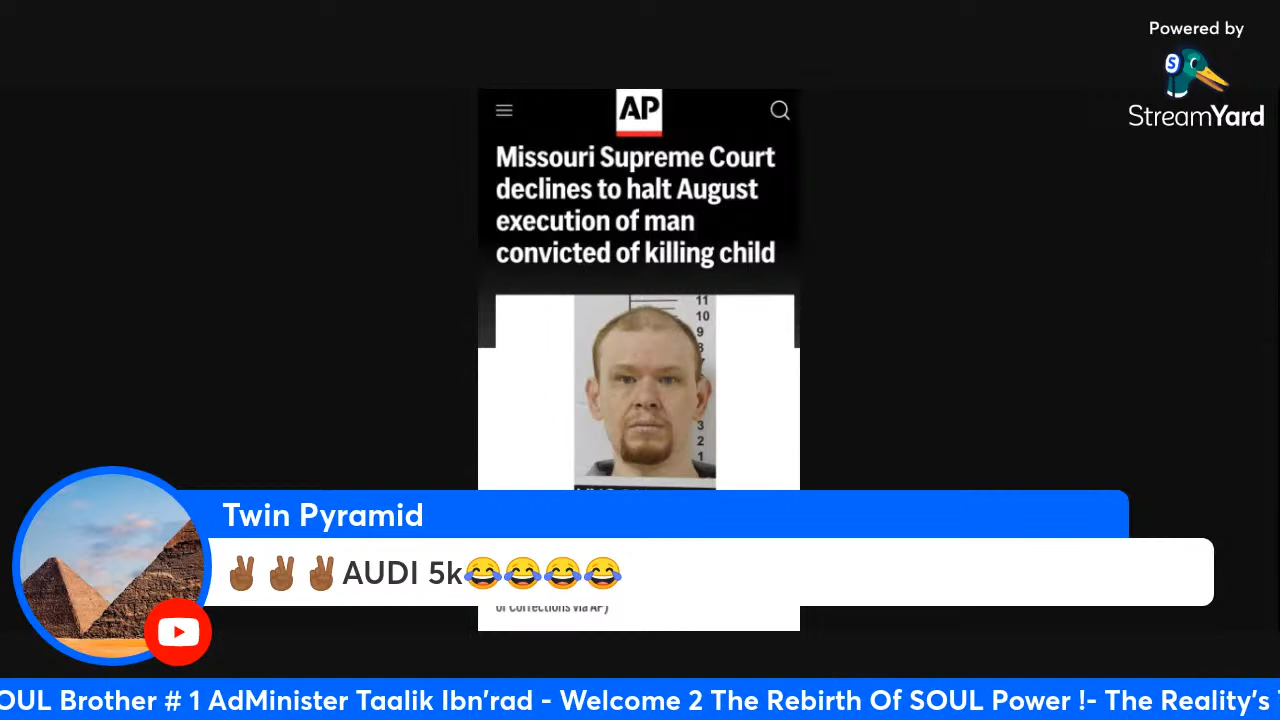 Powered by
S
StreamYard
AP
Missouri Supreme Court
declines to halt August
execution of man
convicted of killing child
11
10
9
8
3
2
1
Twin Pyramid
✌🏾✌🏾✌🏾AUDI 5k😂😂😂😂
of Corrections via AP)
OUL Brother # 1 AdMinister Taalik Ibn'rad - Welcome 2 The Rebirth Of SOUL Power !- The Reality's